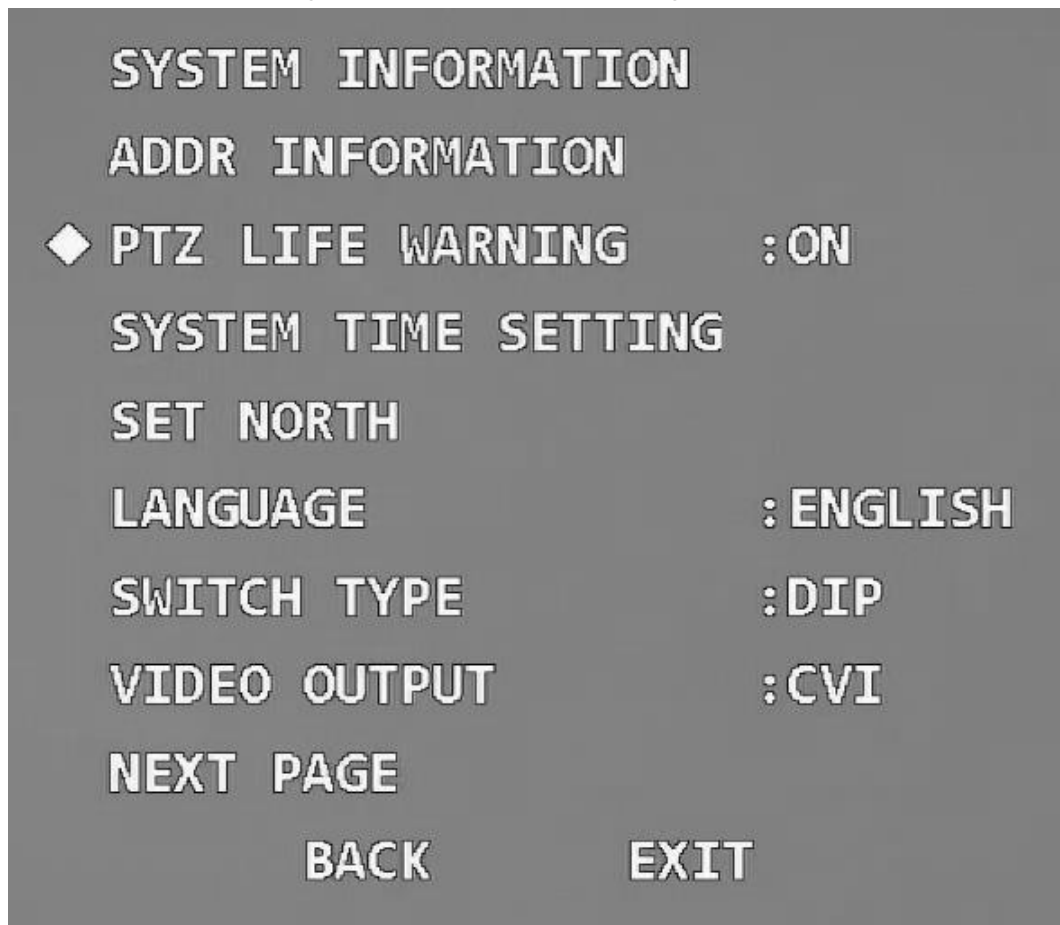 SYSTEM INFORMATION
ADDR INFORMATION
PTZ LIFE WARNING :ON
SYSTEM TIME SETTING
SET NORTH
LANGUAGE :ENGLISH
SWITCH TYPE :DIP
VIDEO OUTPUT :CVI
NEXT PAGE
BACK EXIT